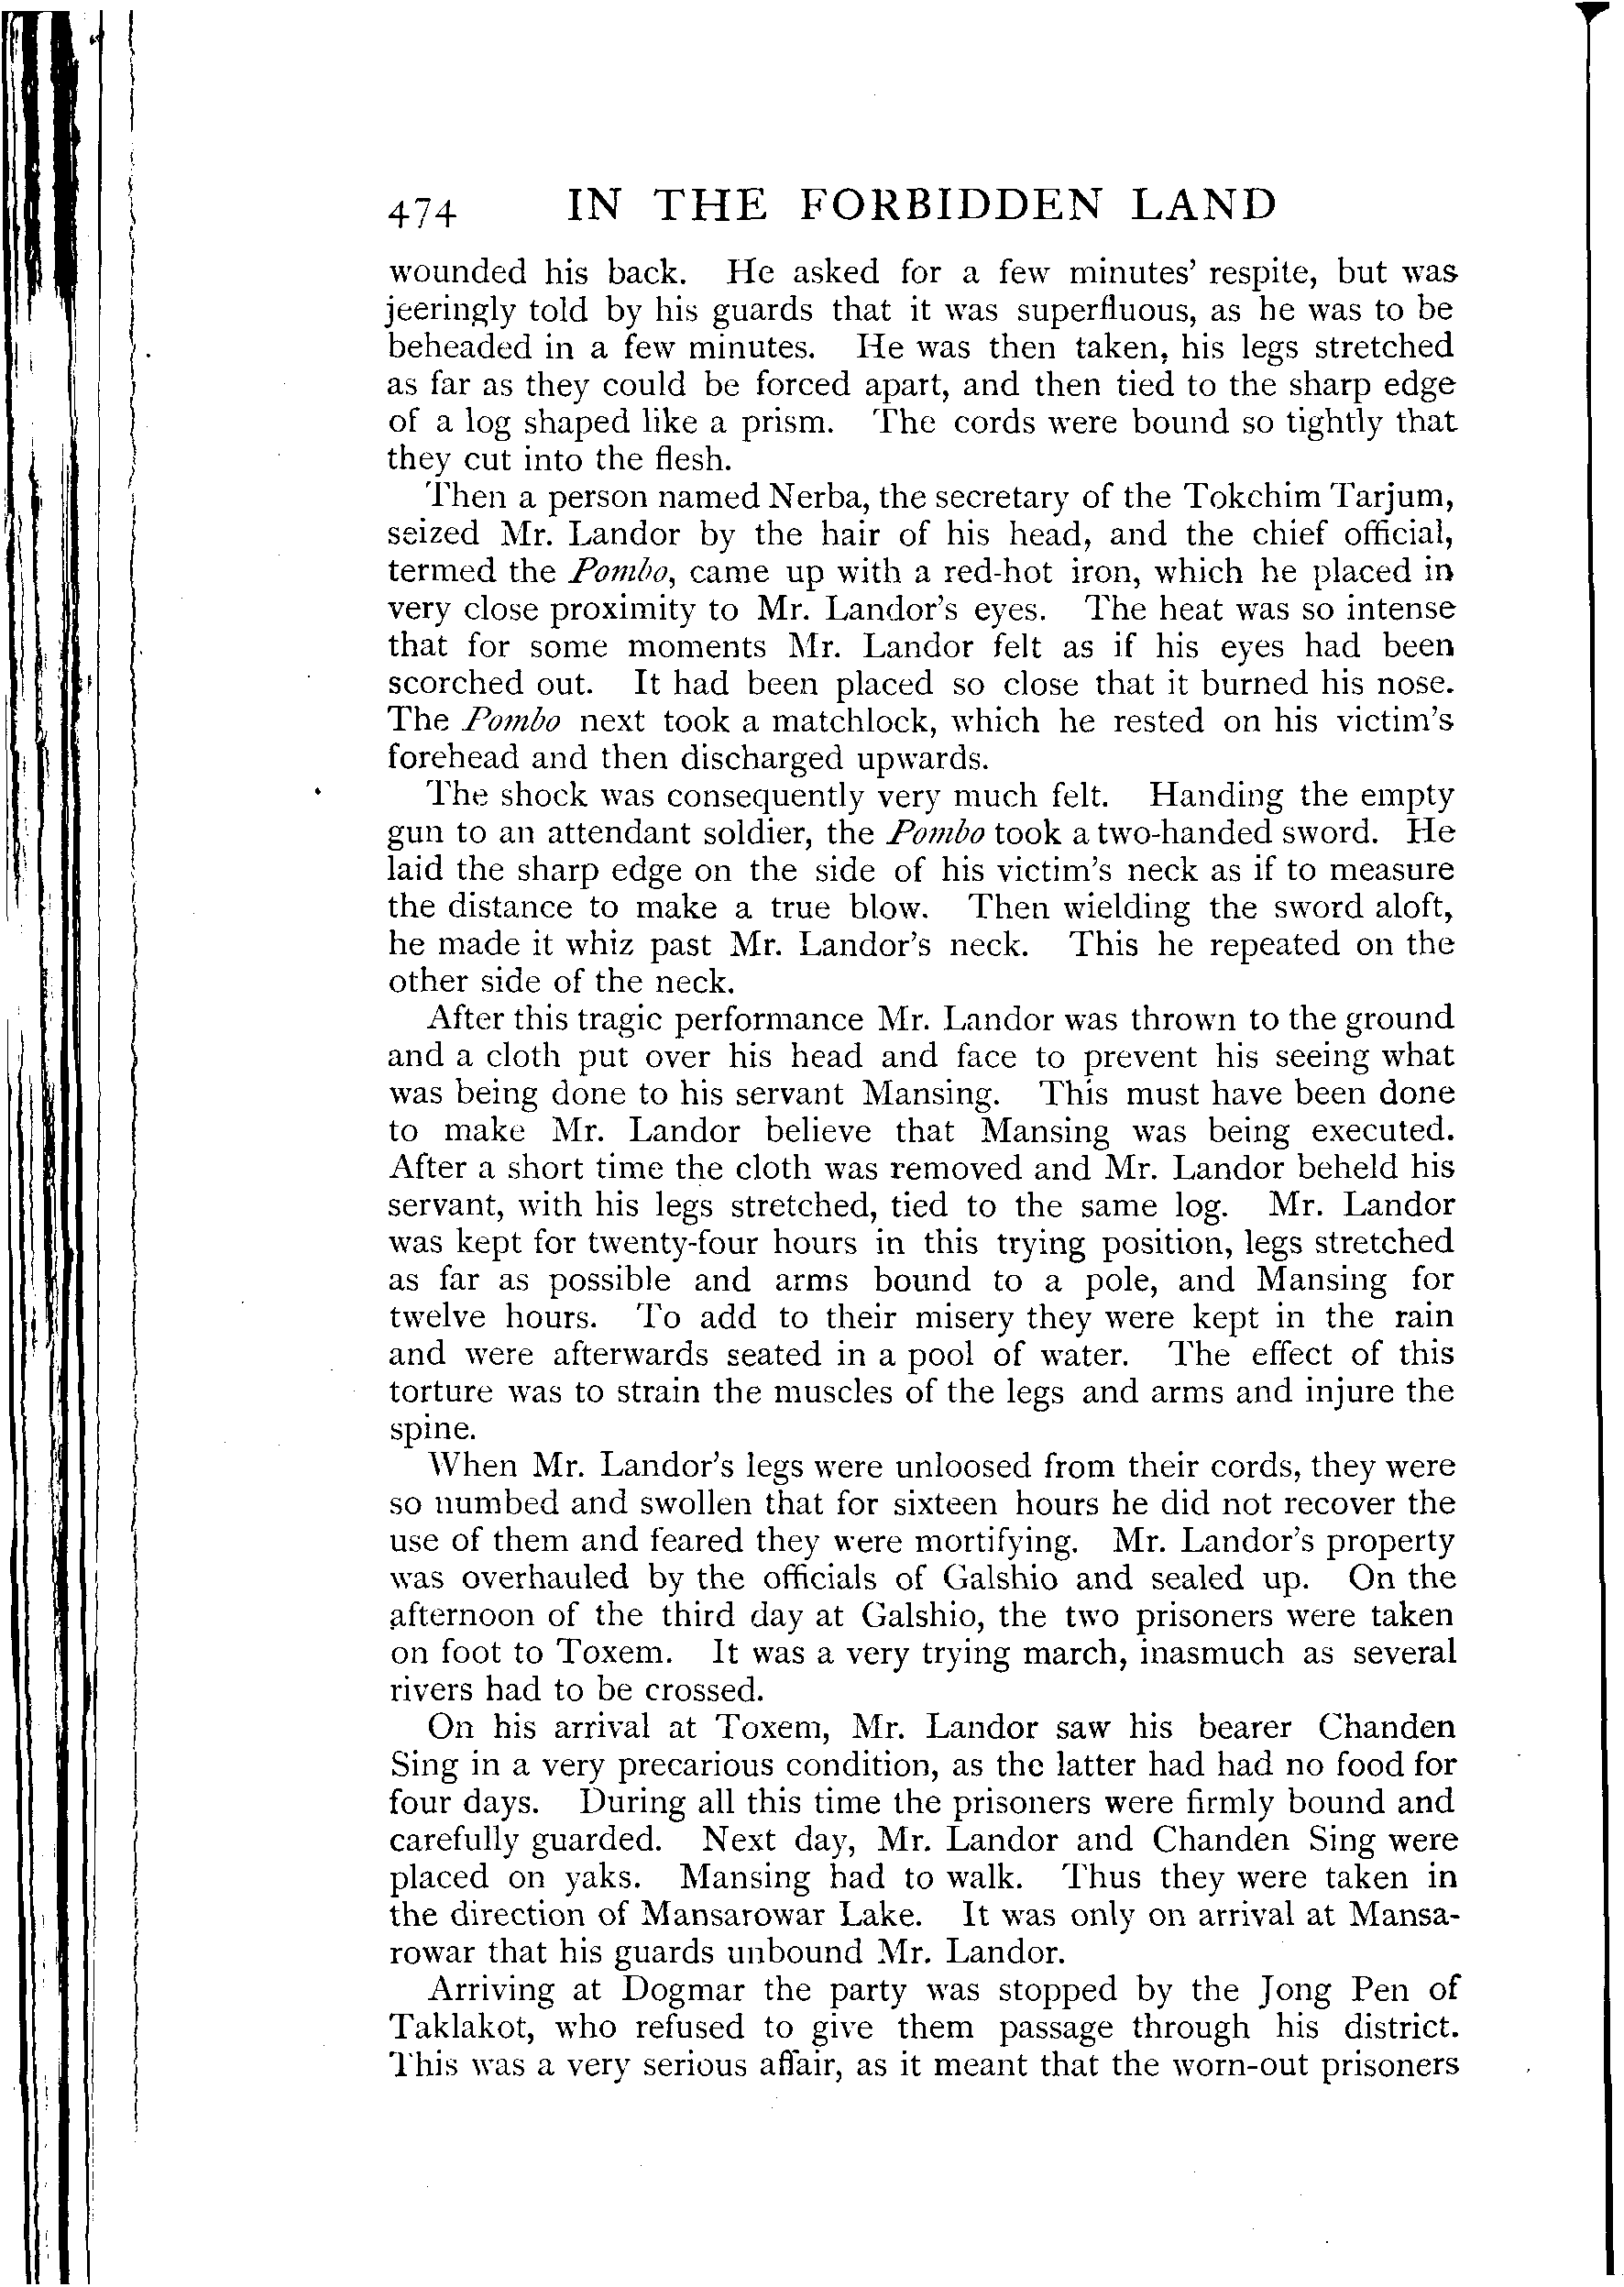 474 IN THE FORBIDDEN LAND
wounded his back. He asked for a few minutes' respite, but was
jeeringly told by his guards that it was superfluous, as he was to be
beheaded in a few minutes. He was then taken, his legs stretched
as far as they could be forced apart, and then tied to the sharp edge
of a log shaped like a prism. The cords were bound so tightly that
they cut into the flesh.
Then a person named Nerba, the secretary of the Tokchim Tarjum,
seized Mr. Landor by the hair of his head, and the chief official,
termed the Pombo, came up with a red-hot iron, which he placed in
very close proximity to Mr. Landor's eyes. The heat was so intense
that for some moments Mr. Landor felt as if his eyes had been
scorched out. It had been placed so close that it burned his nose.
The Pombo next took a matchlock, which he rested on his victim's
forehead and then discharged upwards.
The shock was consequently very much felt. Handing the empty
gun to an attendant soldier, the Pombo took a two-handed sword. He
laid the sharp edge on the side of his victim's neck as if to measure
the distance to make a true blow. Then wielding the sword aloft,
he made it whiz past Mr. Landor's neck. This he repeated on the
other side of the neck.
After this tragic performance Mr. Landor was thrown to the ground
and a cloth put over his head and face to prevent his seeing what
was being done to his servant Mansing. This must have been done
to make Mr. Landor believe that Mansing was being executed.
After a short time the cloth was removed and Mr. Landor beheld his
servant, with his legs stretched, tied to the same log. Mr. Landor
was kept for twenty-four hours in this trying position, legs stretched
as far as possible and arms bound to a pole, and Mansing for
twelve hours. To add to their misery they were kept in the rain
and were afterwards seated in a pool of water. The effect of this
torture was to strain the muscles of the legs and arms and injure the
spine.
When Mr. Landor's legs were unloosed from their cords, they were
so numbed and swollen that for sixteen hours he did not recover the
use of them and feared they were mortifying. Mr. Landor's property
was overhauled by the officials of Galshio and sealed up. On the
afternoon of the third day at Galshio, the two prisoners were taken
on foot to Toxem. It was a very trying march, inasmuch as several
rivers had to be crossed.
On his arrival at Toxem, Mr. Landor saw his bearer Chanden
Sing in a very precarious condition, as the latter had had no food for
four days. During all this time the prisoners were firmly bound and
carefully guarded. Next day, Mr. Landor and Chanden Sing were
placed on yaks. Mansing had to walk. Thus they were taken in
the direction of Mansarowar Lake. It was only on arrival at Mansa-
rowar that his guards unbound Mr. Landor.
Arriving at Dogmar the party was stopped by the Jong Pen of
Taklakot, who refused to give them passage through his district.
This was a very serious affair, as it meant that the worn-out prisoners